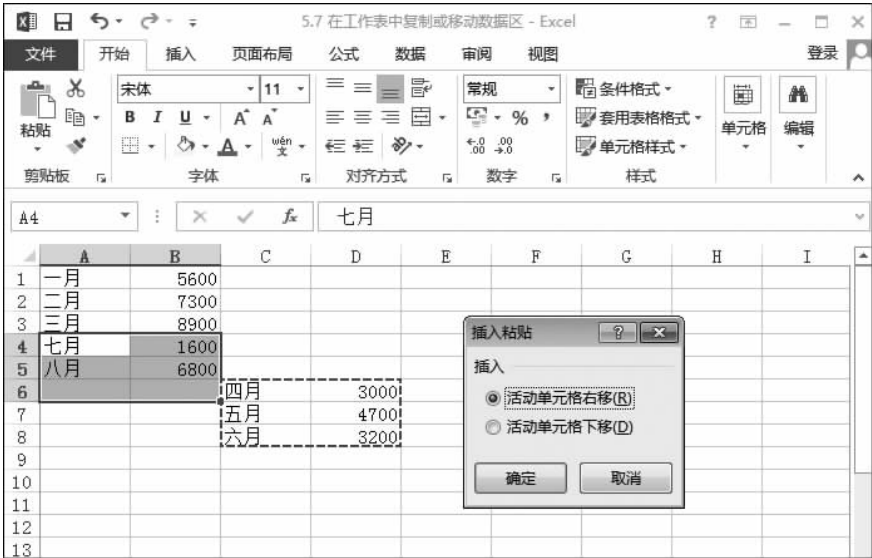 5.7 在工作表中复制或移动数据区 - Excel
文件 开始 插入 页面布局 公式 数据 审阅 视图 登录
宋体 11 常规 条件格式
粘贴 B I U A A % , 套用表格格式 单元格 编辑
A wén 文 .00 .00 单元格样式
剪贴板 字体 对齐方式 数字 样式
A4 fx 七月
A B C D E F G H I
1 一月 5600
2 二月 7300
3 三月 8900
4 七月 1600
5 八月 6800
6 四月 3000
7 五月 4700
8 六月 3200
9
10
11
12
13
插入粘贴
插入
活动单元格右移(R)
活动单元格下移(D)
确定 取消